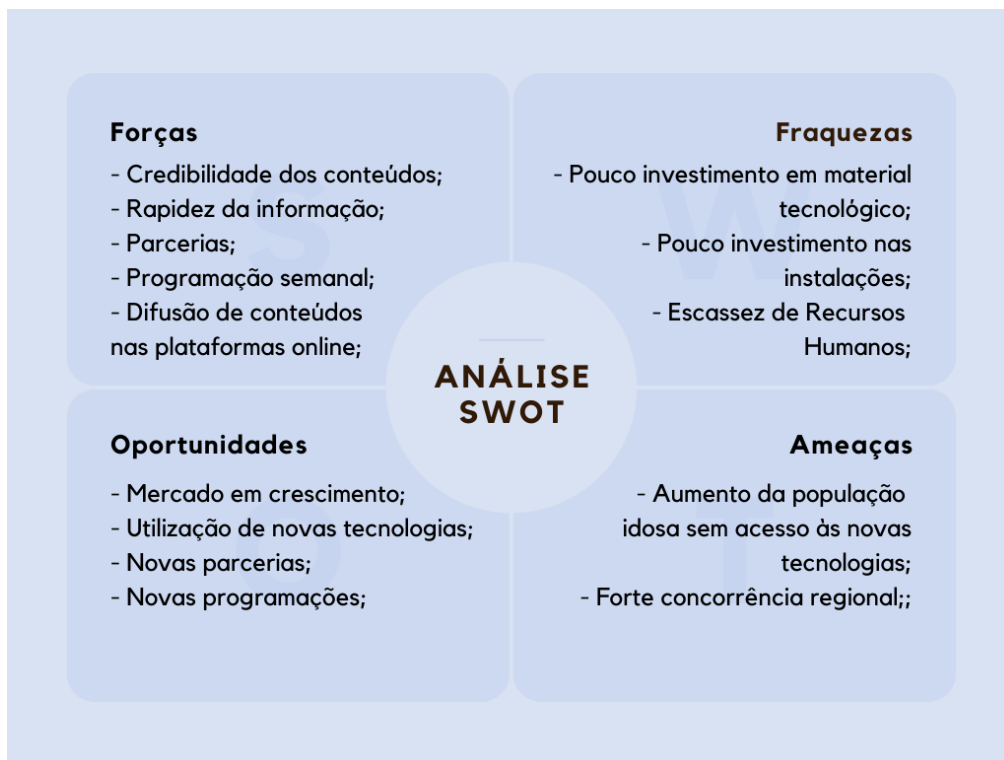 Forças
- Credibilidade dos conteúdos;
- Rapidez da informação;
- Parcerias;
- Programação semanal;
- Difusão de conteúdos
nas plataformas online;
Fraquezas
- Pouco investimento em material
tecnológico;
- Pouco investimento nas
instalações;
- Escassez de Recursos
Humanos;
ANÁLISE
SWOT
Oportunidades
- Mercado em crescimento;
- Utilização de novas tecnologias;
- Novas parcerias;
- Novas programações;
Ameaças
- Aumento da população
idosa sem acesso às novas
tecnologias;
- Forte concorrência regional;;
S
W
O
T